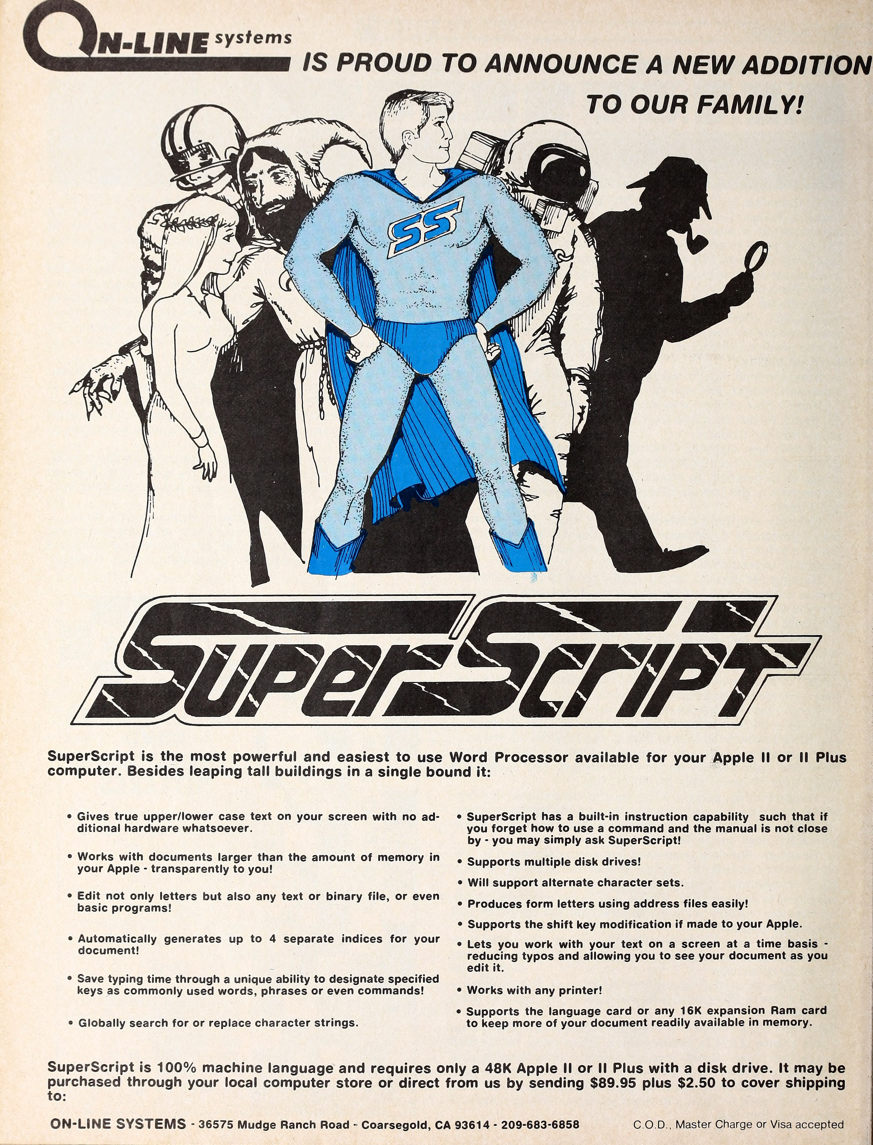 ON-LINE systems
IS PROUD TO ANNOUNCE A NEW ADDITION
TO OUR FAMILY!
SS
SuperScript
SuperScript is the most powerful and easiest to use Word Processor available for your Apple II or II Plus
computer. Besides leaping tall buildings in a single bound it:
• Gives true upper/lower case text on your screen with no ad-
ditional hardware whatsoever.
• Works with documents larger than the amount of memory in
your Apple - transparently to you!
• Edit not only letters but also any text or binary file, or even
basic programs!
• Automatically generates up to 4 separate indices for your
document!
• Save typing time through a unique ability to designate specified
keys as commonly used words, phrases or even commands!
• Globally search for or replace character strings.
• SuperScript has a built-in instruction capability such that if
you forget how to use a command and the manual is not close
by - you may simply ask SuperScript!
• Supports multiple disk drives!
• Will support alternate character sets.
• Produces form letters using address files easily!
• Supports the shift key modification if made to your Apple.
• Lets you work with your text on a screen at a time basis -
reducing typos and allowing you to see your document as you
edit it.
• Works with any printer!
• Supports the language card or any 16K expansion Ram card
to keep more of your document readily available in memory.
SuperScript is 100% machine language and requires only a 48K Apple II or II Plus with a disk drive. It may be
purchased through your local computer store or direct from us by sending $89.95 plus $2.50 to cover shipping
to:
ON-LINE SYSTEMS - 36575 Mudge Ranch Road - Coarsegold, CA 93614 - 209-683-6858
C.O.D., Master Charge or Visa accepted